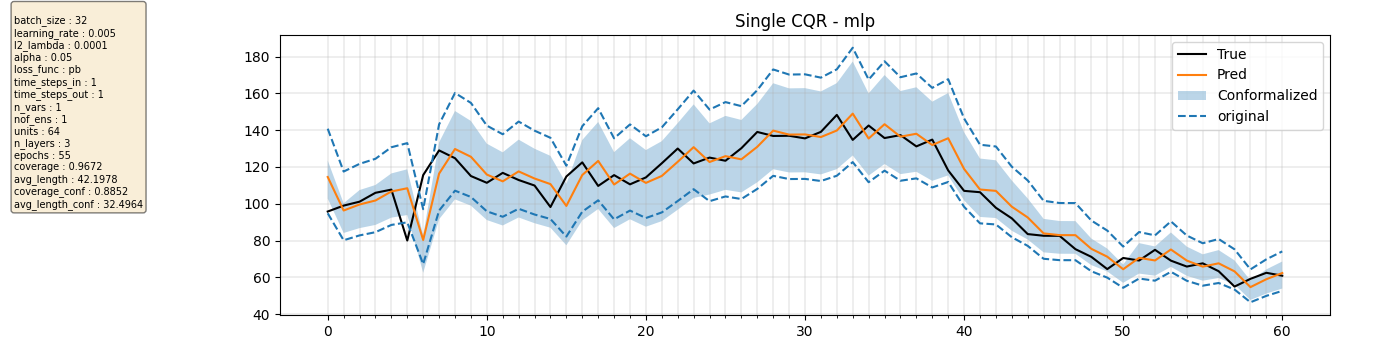 batch_size : 32
learning_rate : 0.005
l2_lambda : 0.0001
alpha : 0.05
loss_func : pb
time_steps_in : 1
time_steps_out : 1
n_vars : 1
nof_ens : 1
units : 64
n_layers : 3
epochs : 55
coverage : 0.9672
avg_length : 42.1978
coverage_conf : 0.8852
avg_length_conf : 32.4964
Single CQR - mlp
180
160
140
120
100
80
60
40
0 10 20 30 40 50 60
True
Pred
Conformalized
original